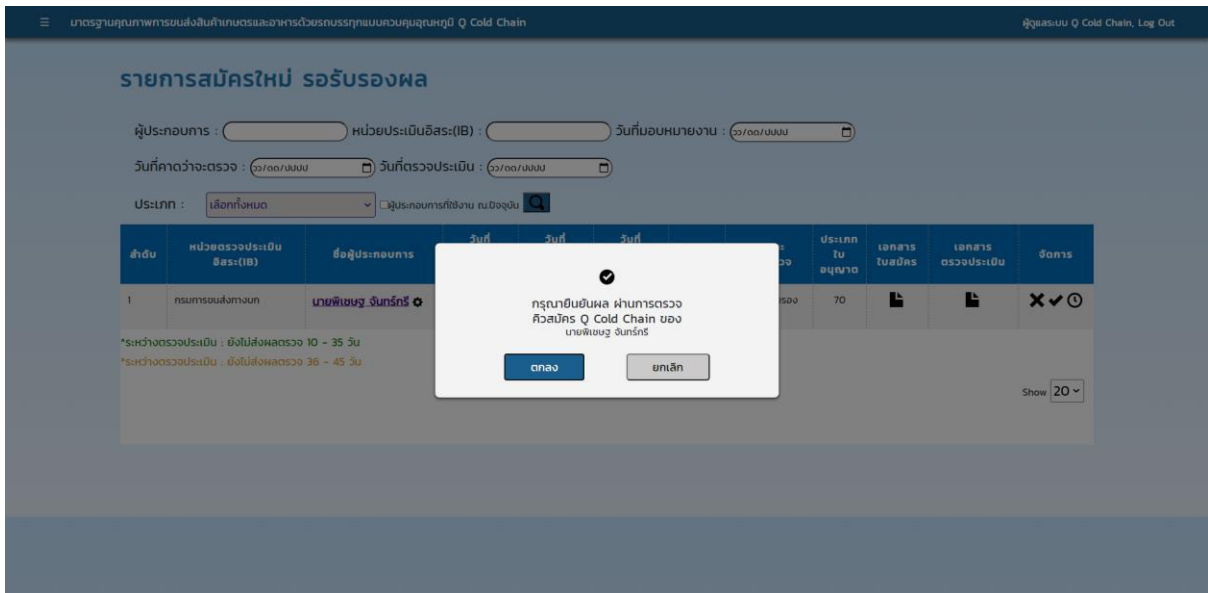 มาตรฐานคุณภาพการขนส่งสินค้าเกษตรและอาหารด้วยรถบรรทุกแบบควบคุมอุณหภูมิ Q Cold Chain
ผู้ดูแลระบบ Q Cold Chain, Log Out
รายการสมัครใหม่ รอรับรองผล
ผู้ประกอบการ : หน่วยประเมินอิสระ(IB) : วันที่มอบหมายงาน : วว/ดด/ปปปป
วันที่คาดว่าจะตรวจ : วว/ดด/ปปปป วันที่ตรวจประเมิน : วว/ดด/ปปปป
ประเภท : เลือกทั้งหมด ผู้ประกอบการที่ใช้งาน ณ.ปัจจุบัน
ลำดับ หน่วยตรวจประเมินอิสระ(IB) ชื่อผู้ประกอบการ วันที่ วันที่ วันที่ ประเภทใบอนุญาต เอกสารใบสมัคร เอกสารตรวจประเมิน จัดการ
1 กรมการขนส่งทางบก นายพิเชษฐ จันทร์ตรี 70
กรุณายืนยันผล ผ่านการตรวจ
คิวสมัคร Q Cold Chain ของ
นายพิเชษฐ จันทร์ตรี
ตกลง ยกเลิก
*ระหว่างตรวจประเมิน : ยังไม่ส่งผลตรวจ 10 - 35 วัน
*ระหว่างตรวจประเมิน : ยังไม่ส่งผลตรวจ 36 - 45 วัน
Show 20